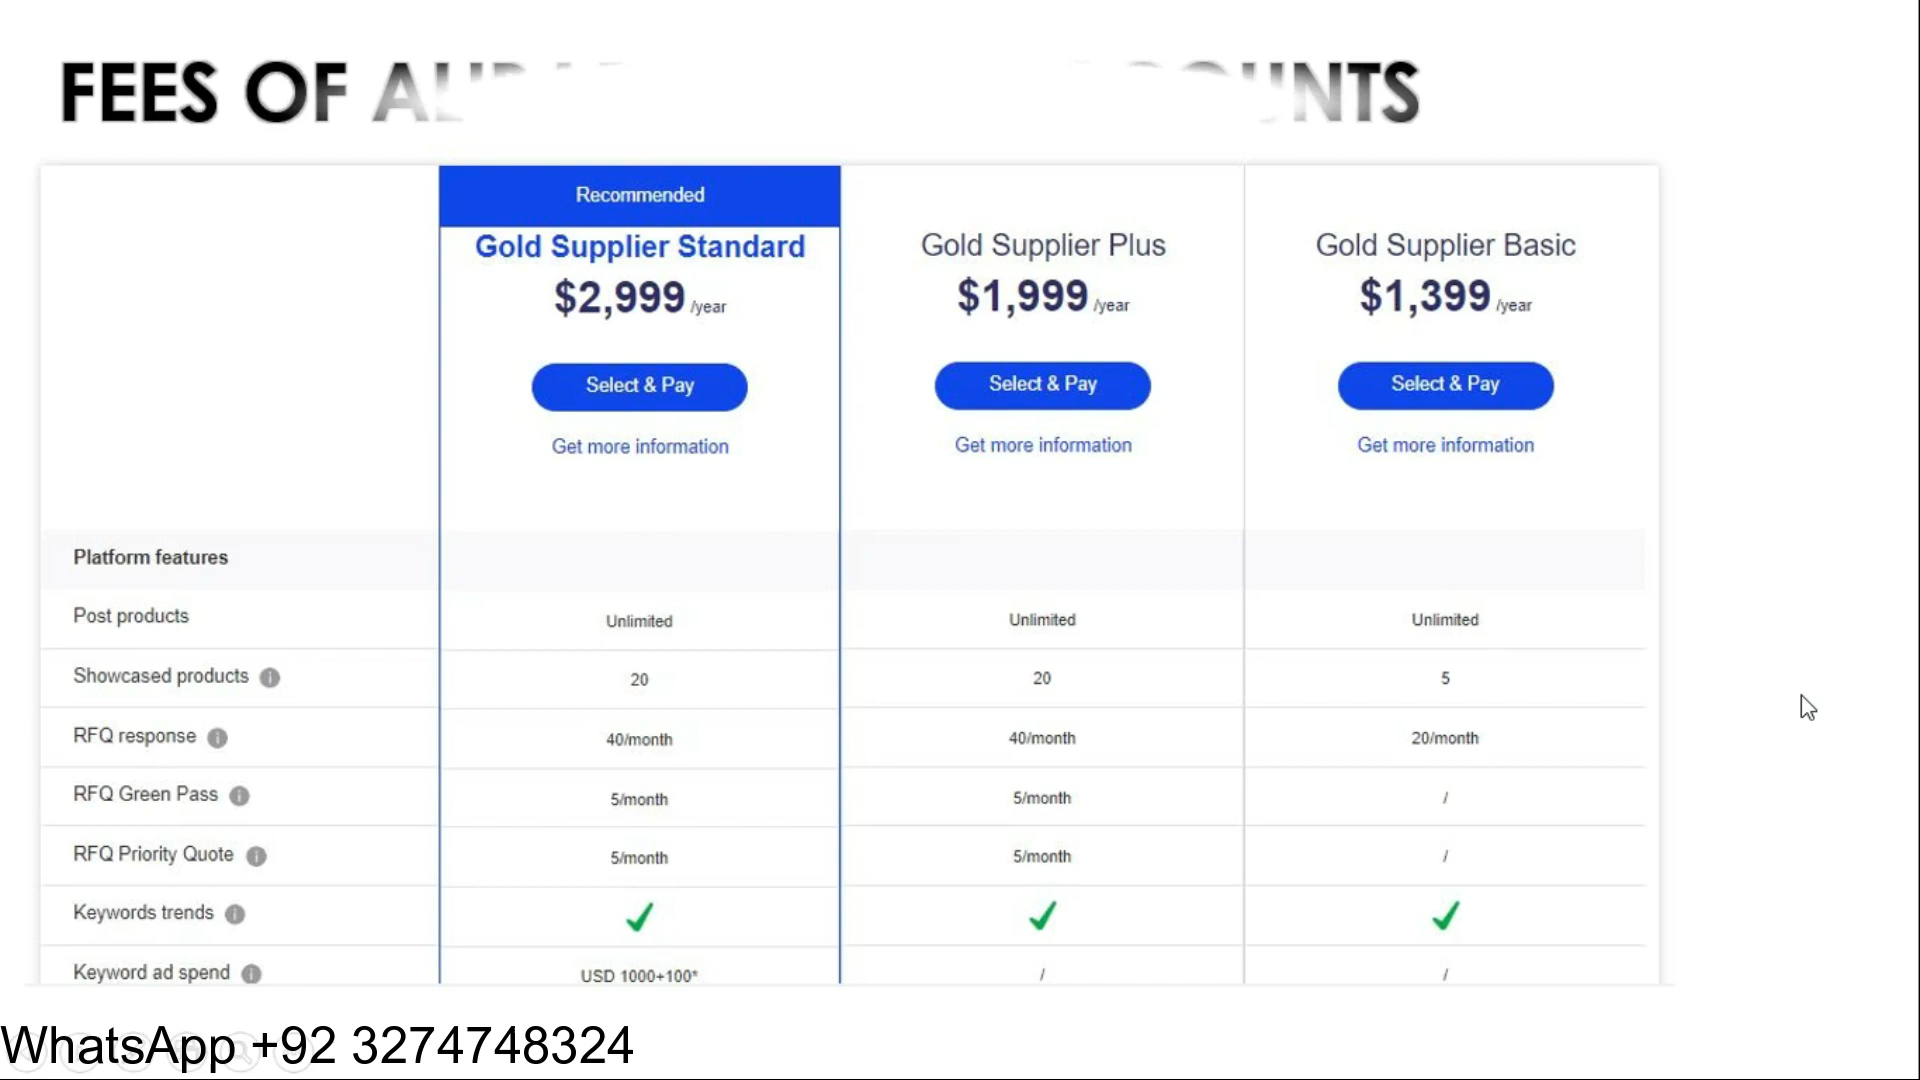 FEES OF
Recommended
Gold Supplier Standard Gold Supplier Plus Gold Supplier Basic
$2,999 /year $1,999 /year $1,399 /year
Select & Pay Select & Pay Select & Pay
Get more information Get more information Get more information
Platform features
Post products Unlimited Unlimited Unlimited
Showcased products 20 20 5
RFQ response 40/month 40/month 20/month
RFQ Green Pass 5/month 5/month /
RFQ Priority Quote 5/month 5/month /
Keywords trends
Keyword ad spend USD 1000+100* / /
WhatsApp +92 3274748324